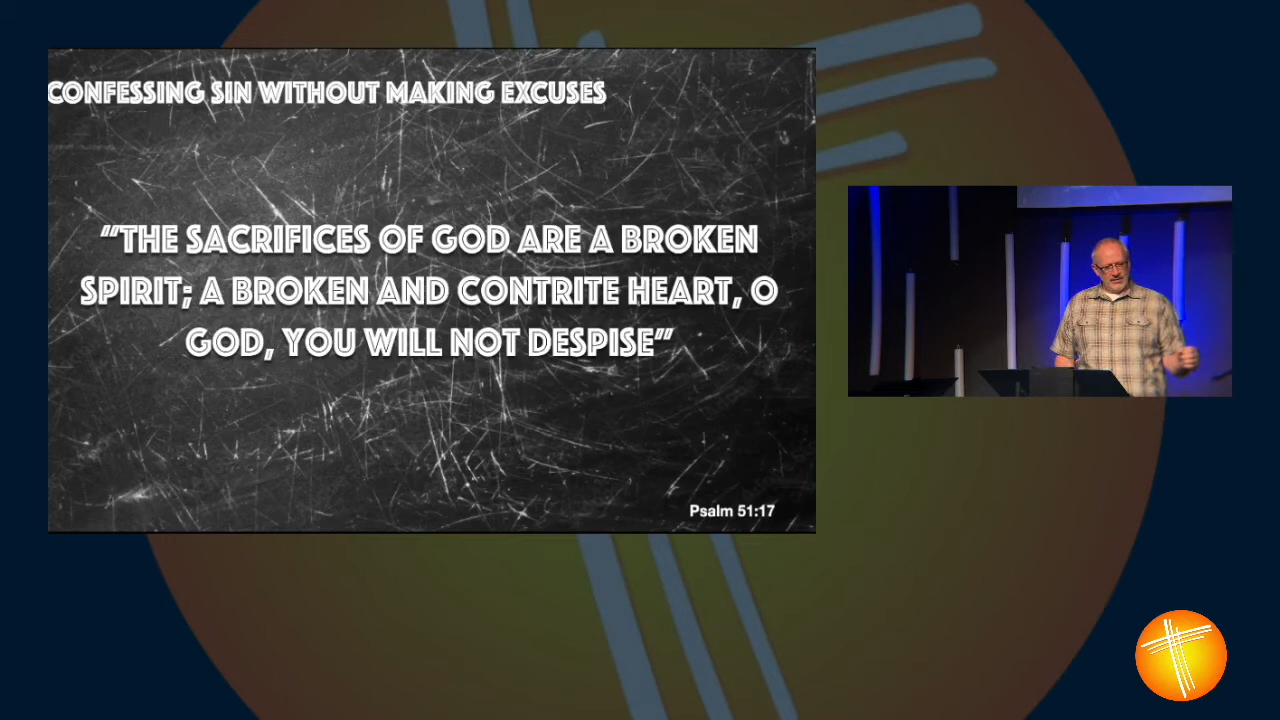 CONFESSING SIN WITHOUT MAKING EXCUSES
“THE SACRIFICES OF GOD ARE A BROKEN
SPIRIT; A BROKEN AND CONTRITE HEART, O
GOD, YOU WILL NOT DESPISE”
Psalm 51:17